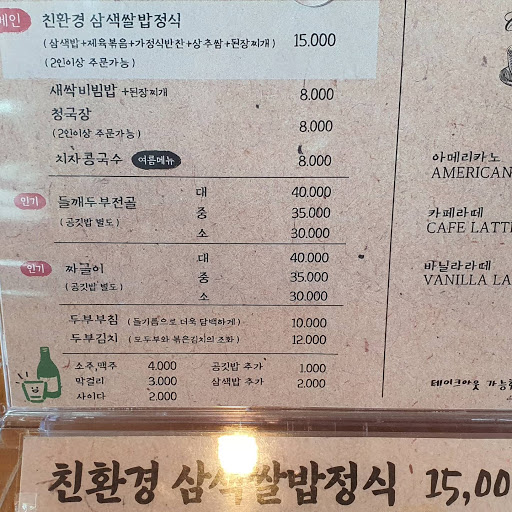 메인 친환경 삼색쌀밥정식
(삼색밥+제육볶음+가정식반찬+상추쌈+된장찌개) 15.000
(2인이상 주문가능)
새싹비빔밥 +된장찌개 8.000
청국장
(2인이상 주문가능) 8.000
치자콩국수 여름메뉴 8.000
인기 들깨두부전골 대 40.000
(공깃밥 별도) 중 35.000
소 30.000
인기 짜글이 대 40.000
(공깃밥 별도) 중 35.000
소 30.000
두부부침 (들기름으로 더욱 담백하게) 10.000
두부김치 (모두부와 볶은김치의 조화) 12.000
소주,맥주 4.000 공깃밥 추가 1.000
막걸리 3.000 삼색밥 추가 2.000
사이다 2.000
아메리카노
AMERICAN
카페라떼
CAFE LATTE
바닐라라떼
VANILLA LA
테이크아웃 가능
친환경 삼색쌀밥정식 15,00